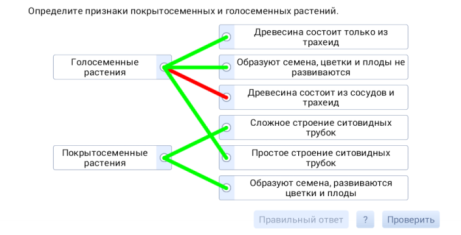 Определите признаки покрытосеменных и голосеменных растений.
Древесина состоит только из
трахеид
Голосеменные
растения
Образуют семена, цветки и плоды не
развиваются
Древесина состоит из сосудов и
трахеид
Сложное строение ситовидных
трубок
Покрытосеменные
растения
Простое строение ситовидных
трубок
Образуют семена, развиваются
цветки и плоды
Правильный ответ
?
Проверить